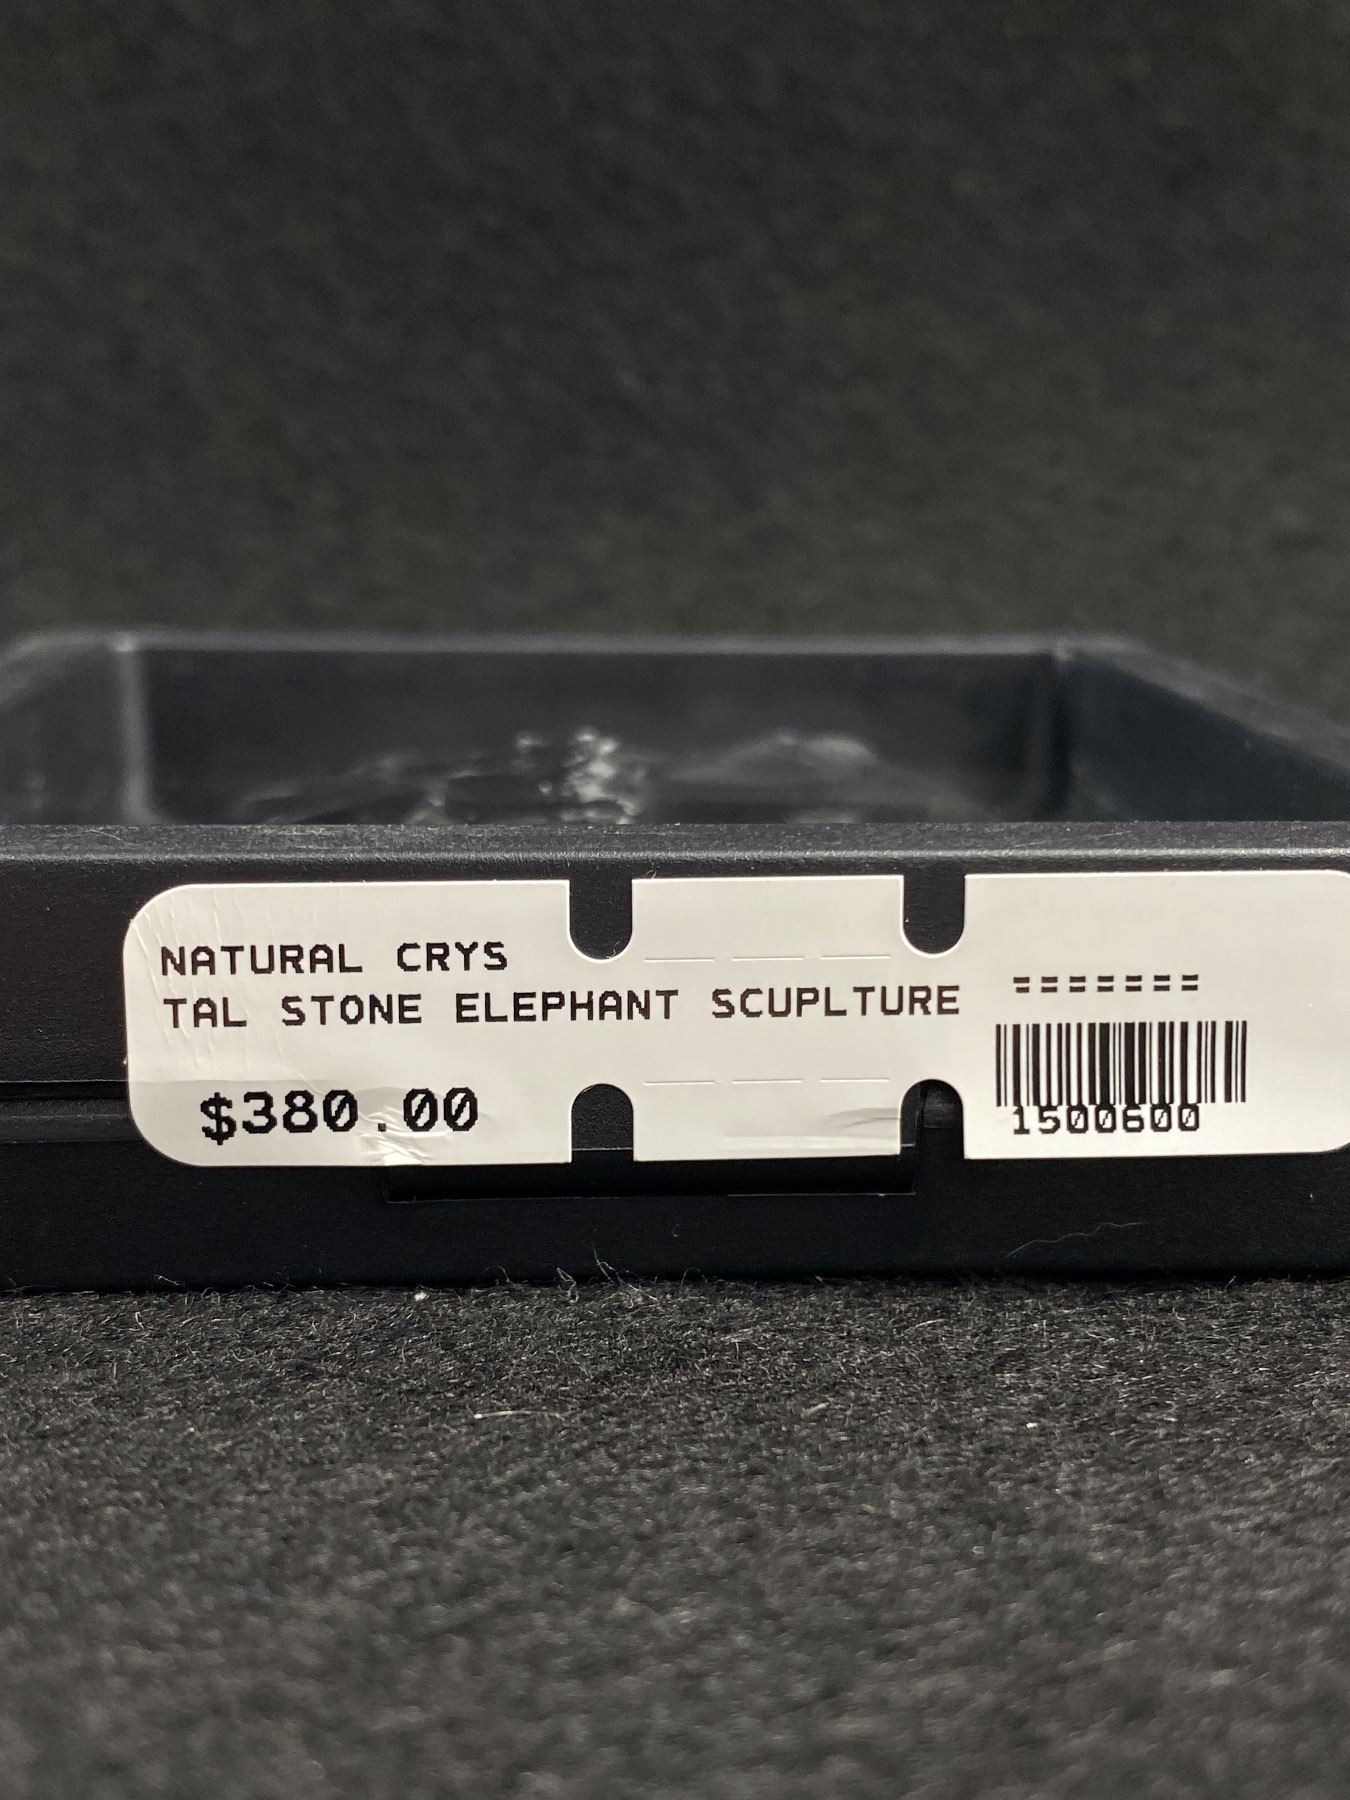 NATURAL CRYS
TAL STONE ELEPHANT SCUPLTURE
$380.00
=======
1500600